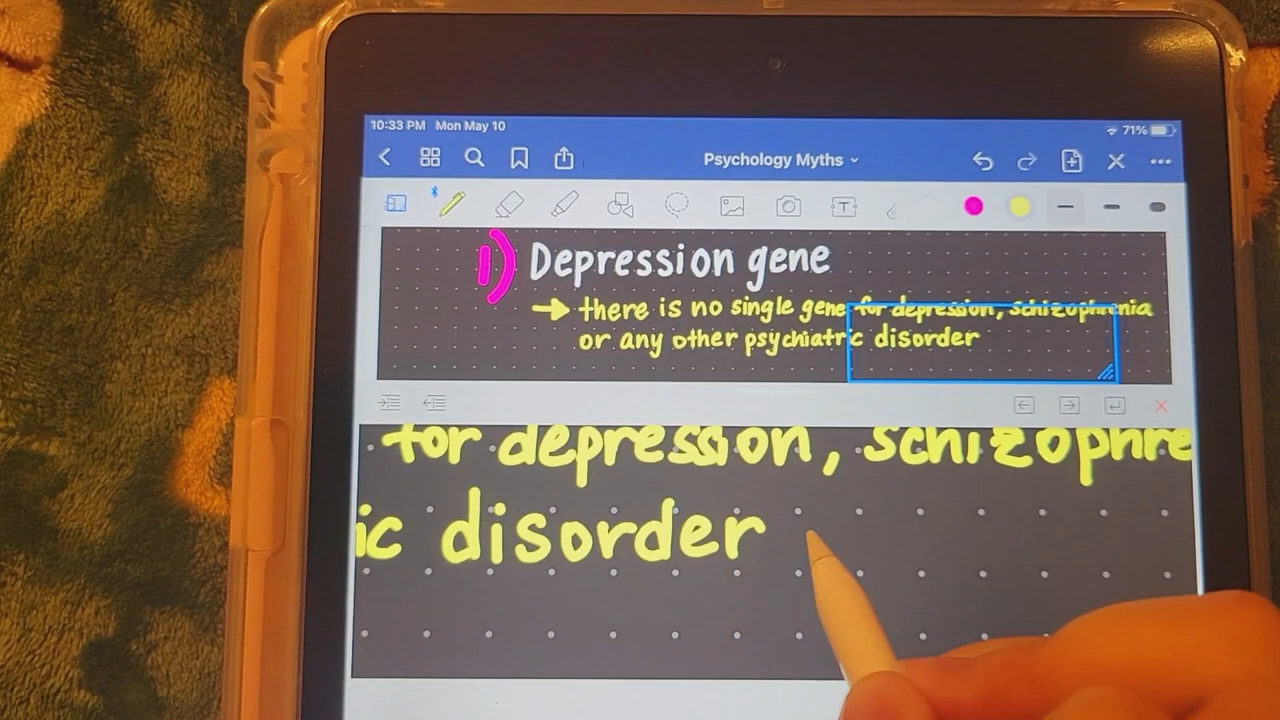 10:33 PM Mon May 10
71%
Psychology Myths
T
1) Depression gene
→ there is no single gene for depression, schizophrenia
or any other psychiatric disorder
for depression, schizophre
ic disorder